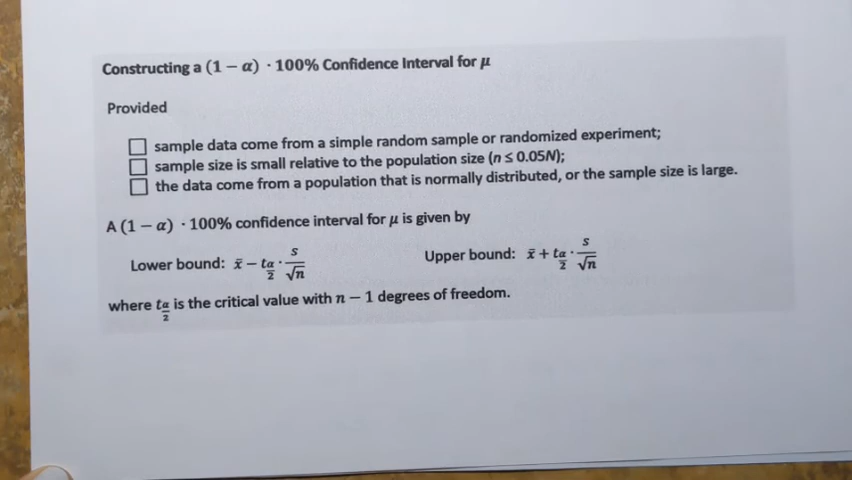 Constructing a (1 − α) · 100% Confidence Interval for μ
Provided
☐ sample data come from a simple random sample or randomized experiment;
☐ sample size is small relative to the population size (n ≤ 0.05N);
☐ the data come from a population that is normally distributed, or the sample size is large.
A (1 − α) · 100% confidence interval for μ is given by
Lower bound: x̄ − t_{α/2} · s/√n Upper bound: x̄ + t_{α/2} · s/√n
where t_{α/2} is the critical value with n − 1 degrees of freedom.